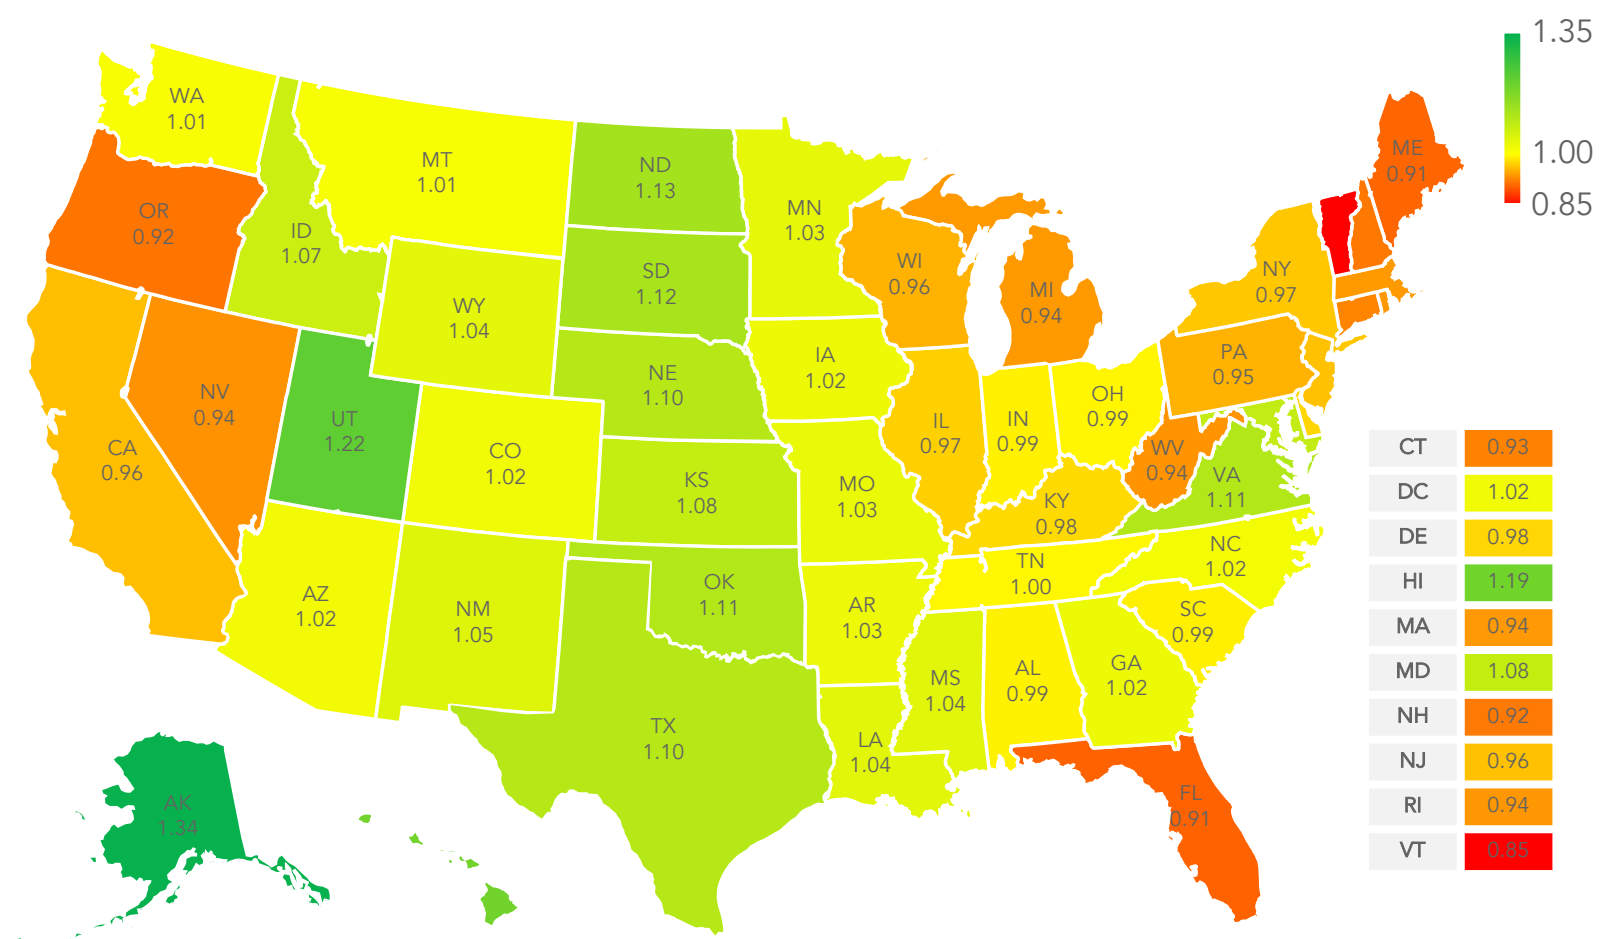 1.35
1.00
0.85
WA
1.01
MT
1.01
ND
1.13
MN
1.03
ME
0.91
OR
0.92
ID
1.07
SD
1.12
WI
0.96
MI
0.94
NY
0.97
WY
1.04
IA
1.02
PA
0.95
NE
1.10
NV
0.94
UT
1.22
CO
1.02
IL
0.97
IN
0.99
OH
0.99
CA
0.96
KS
1.08
MO
1.03
KY
0.98
WV
0.94
VA
1.11
AZ
1.02
NM
1.05
OK
1.11
AR
1.03
TN
1.00
NC
1.02
SC
0.99
TX
1.10
LA
1.04
MS
1.04
AL
0.99
GA
1.02
AK
1.34
FL
0.91
CT 0.93
DC 1.02
DE 0.98
HI 1.19
MA 0.94
MD 1.08
NH 0.92
NJ 0.96
RI 0.94
VT 0.85